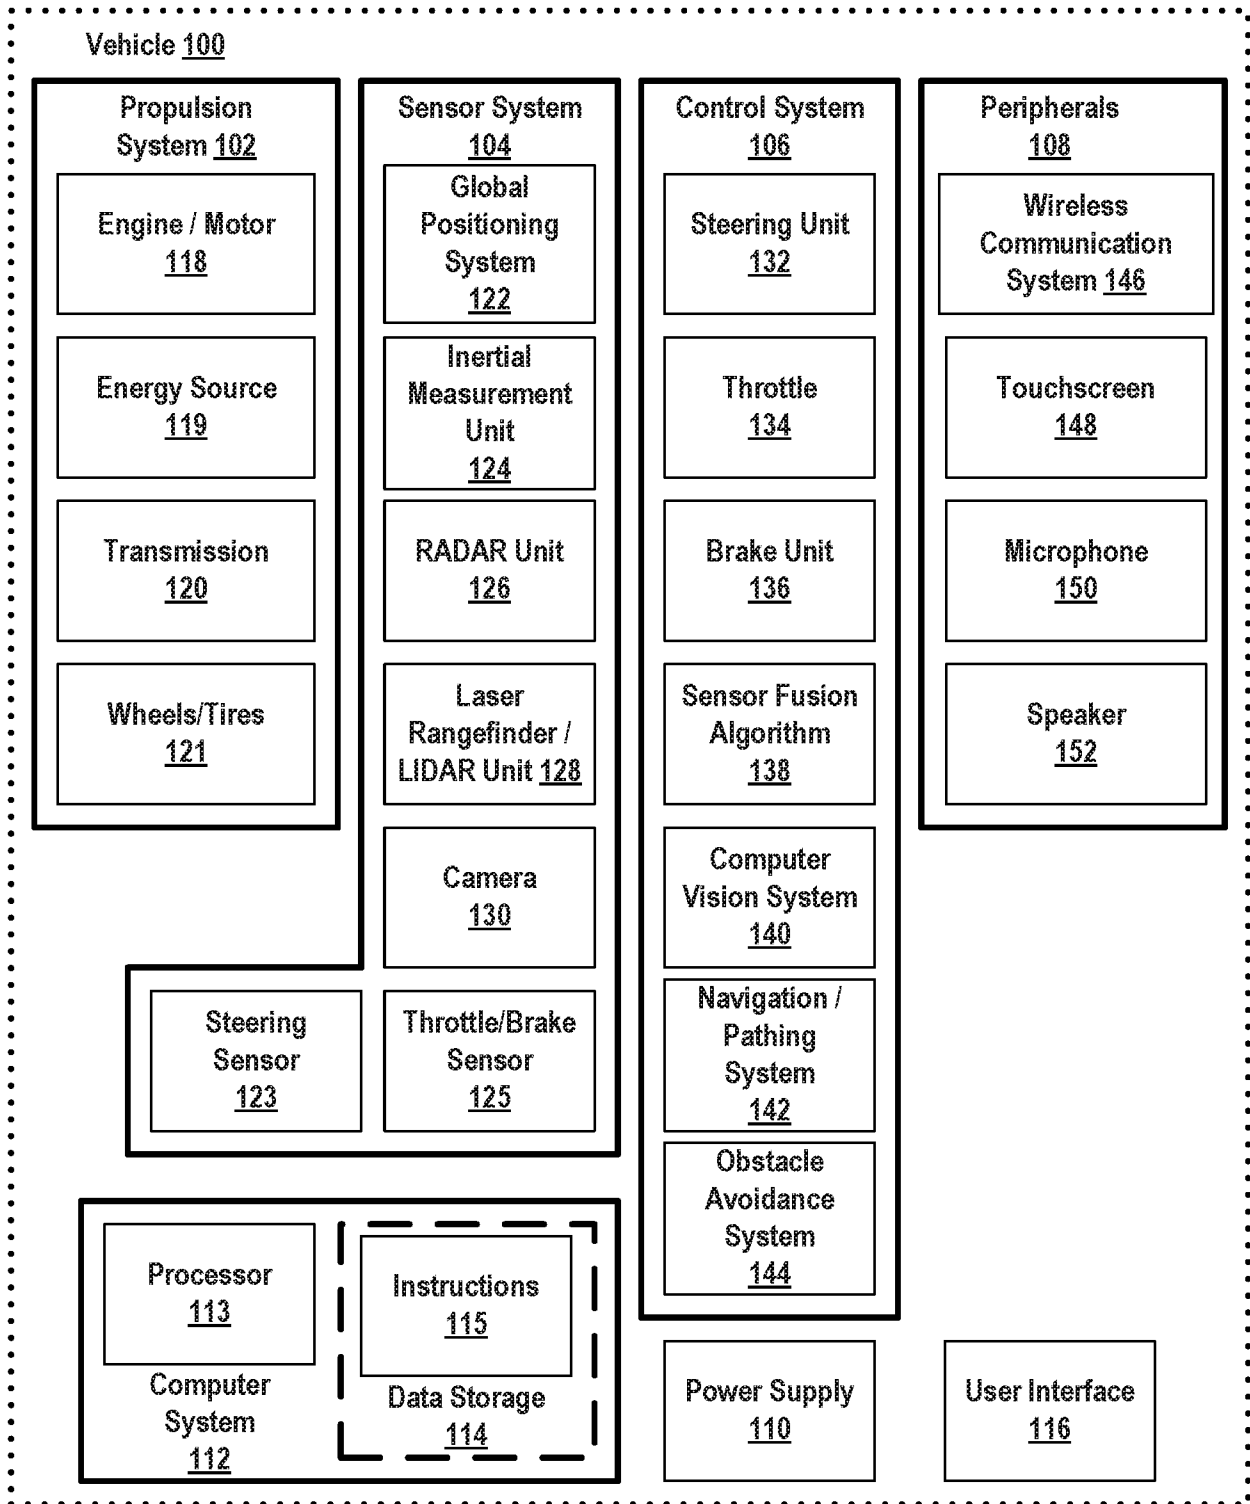 Vehicle 100
Propulsion
System 102
Engine / Motor
118
Energy Source
119
Transmission
120
Wheels/Tires
121
Sensor System
104
Global
Positioning
System
122
Inertial
Measurement
Unit
124
RADAR Unit
126
Laser
Rangefinder /
LIDAR Unit 128
Camera
130
Steering
Sensor
123
Throttle/Brake
Sensor
125
Control System
106
Steering Unit
132
Throttle
134
Brake Unit
136
Sensor Fusion
Algorithm
138
Computer
Vision System
140
Navigation /
Pathing
System
142
Obstacle
Avoidance
System
144
Peripherals
108
Wireless
Communication
System 146
Touchscreen
148
Microphone
150
Speaker
152
Processor
113
Computer
System
112
Instructions
115
Data Storage
114
Power Supply
110
User Interface
116